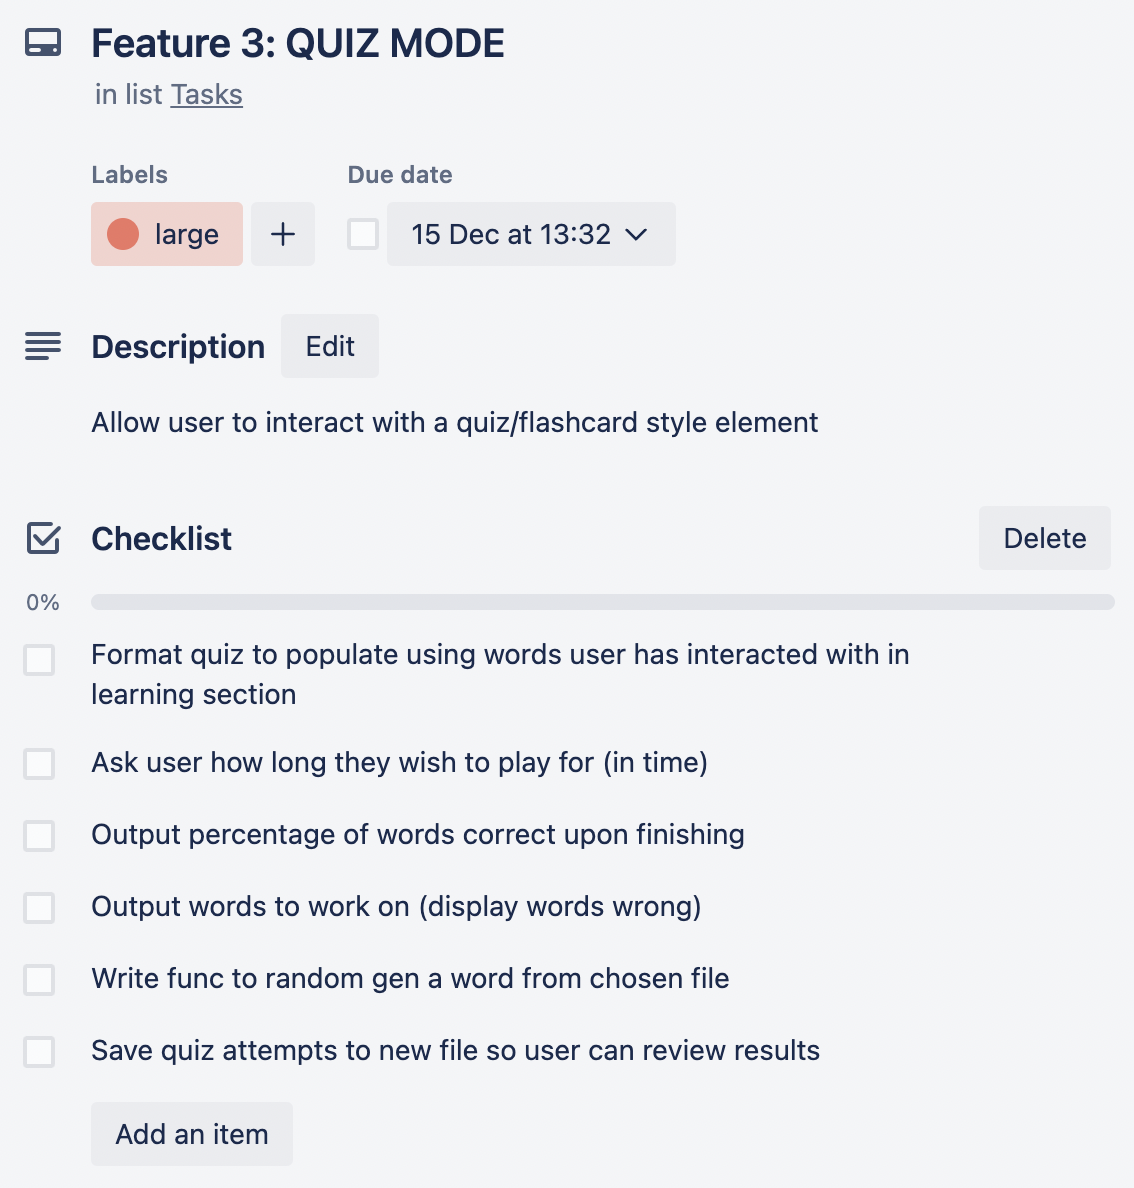 Feature 3: QUIZ MODE
in list Tasks
Labels
Due date
large
+
15 Dec at 13:32
Description
Edit
Allow user to interact with a quiz/flashcard style element
Checklist
Delete
0%
Format quiz to populate using words user has interacted with in
learning section
Ask user how long they wish to play for (in time)
Output percentage of words correct upon finishing
Output words to work on (display words wrong)
Write func to random gen a word from chosen file
Save quiz attempts to new file so user can review results
Add an item